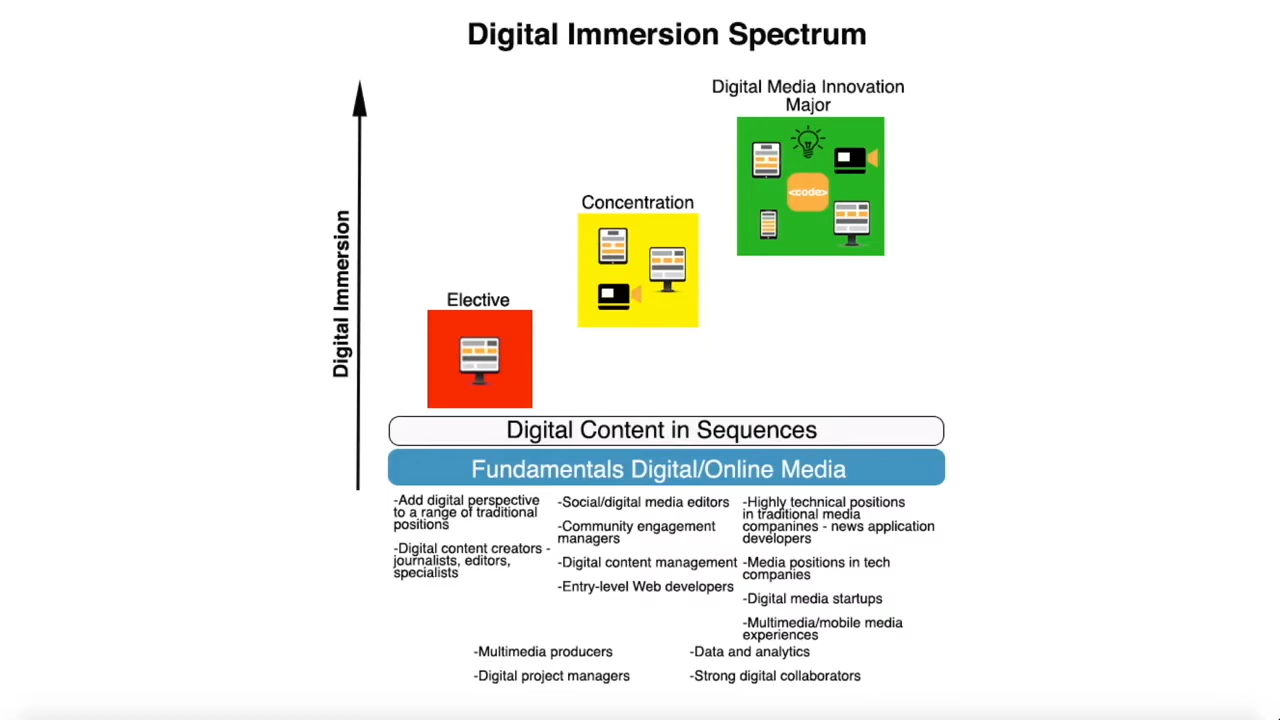 Digital Immersion Spectrum
Digital Media Innovation
Major
<code>
Concentration
Elective
Digital Immersion
Digital Content in Sequences
Fundamentals Digital/Online Media
-Add digital perspective
to a range of traditional
positions
-Digital content creators -
journalists, editors,
specialists
-Social/digital media editors
-Community engagement
managers
-Digital content management
-Entry-level Web developers
-Highly technical positions
in traditional media
companines - news application
developers
-Media positions in tech
companies
-Digital media startups
-Multimedia/mobile media
experiences
-Multimedia producers
-Digital project managers
-Data and analytics
-Strong digital collaborators